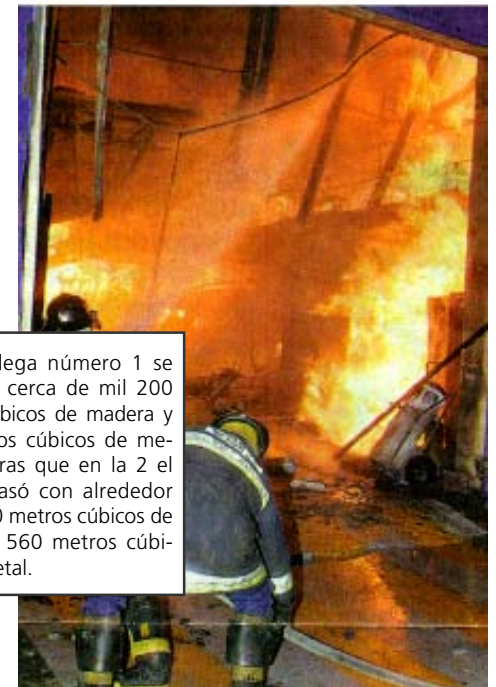 lega número 1 se
cerca de mil 200
bicos de madera y
os cúbicos de me-
ras que en la 2 el
asó con alrededor
0 metros cúbicos de
560 metros cúbi-
etal.